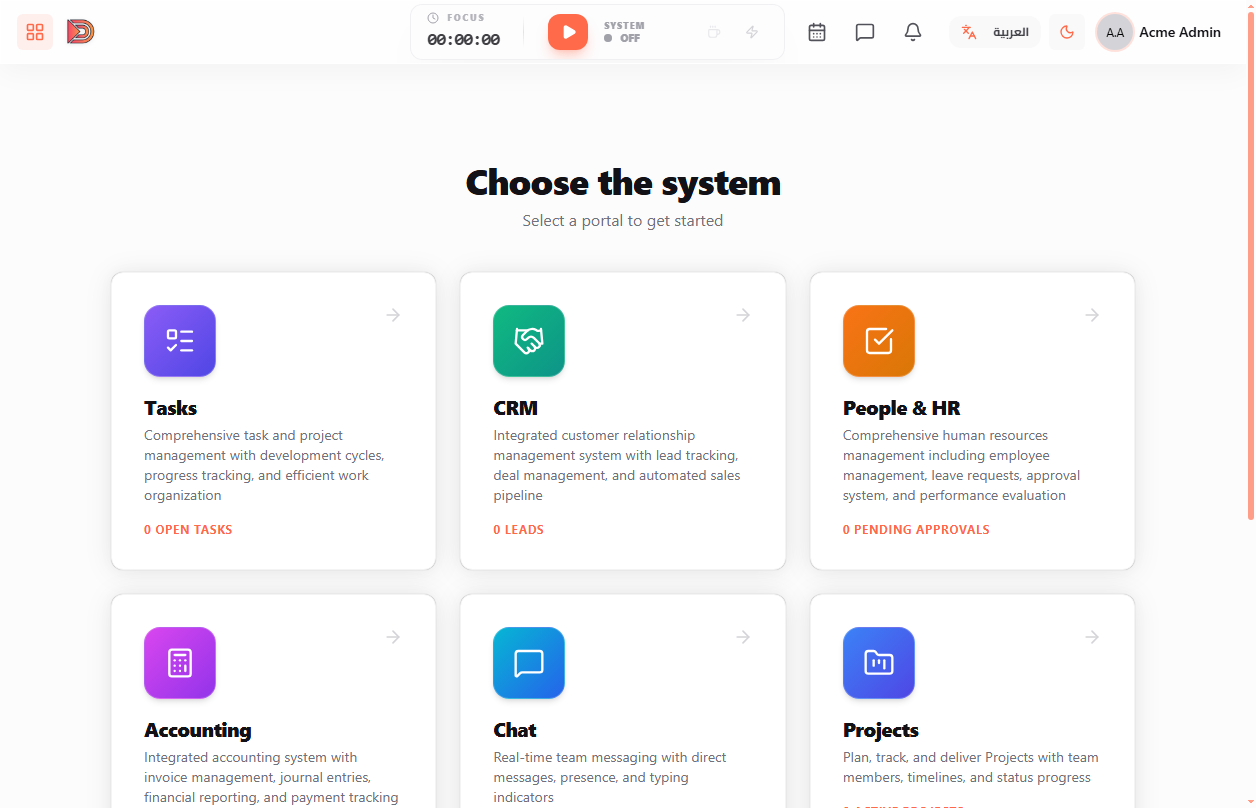 FOCUS
00:00:00
SYSTEM
OFF
العربية
A.A
Acme Admin
Choose the system
Select a portal to get started
Tasks
Comprehensive task and project
management with development cycles,
progress tracking, and efficient work
organization
0 OPEN TASKS
CRM
Integrated customer relationship
management system with lead tracking,
deal management, and automated sales
pipeline
0 LEADS
People & HR
Comprehensive human resources
management including employee
management, leave requests, approval
system, and performance evaluation
0 PENDING APPROVALS
Accounting
Integrated accounting system with
invoice management, journal entries,
financial reporting, and payment tracking
Chat
Real-time team messaging with direct
messages, presence, and typing
indicators
Projects
Plan, track, and deliver Projects with team
members, timelines, and status progress